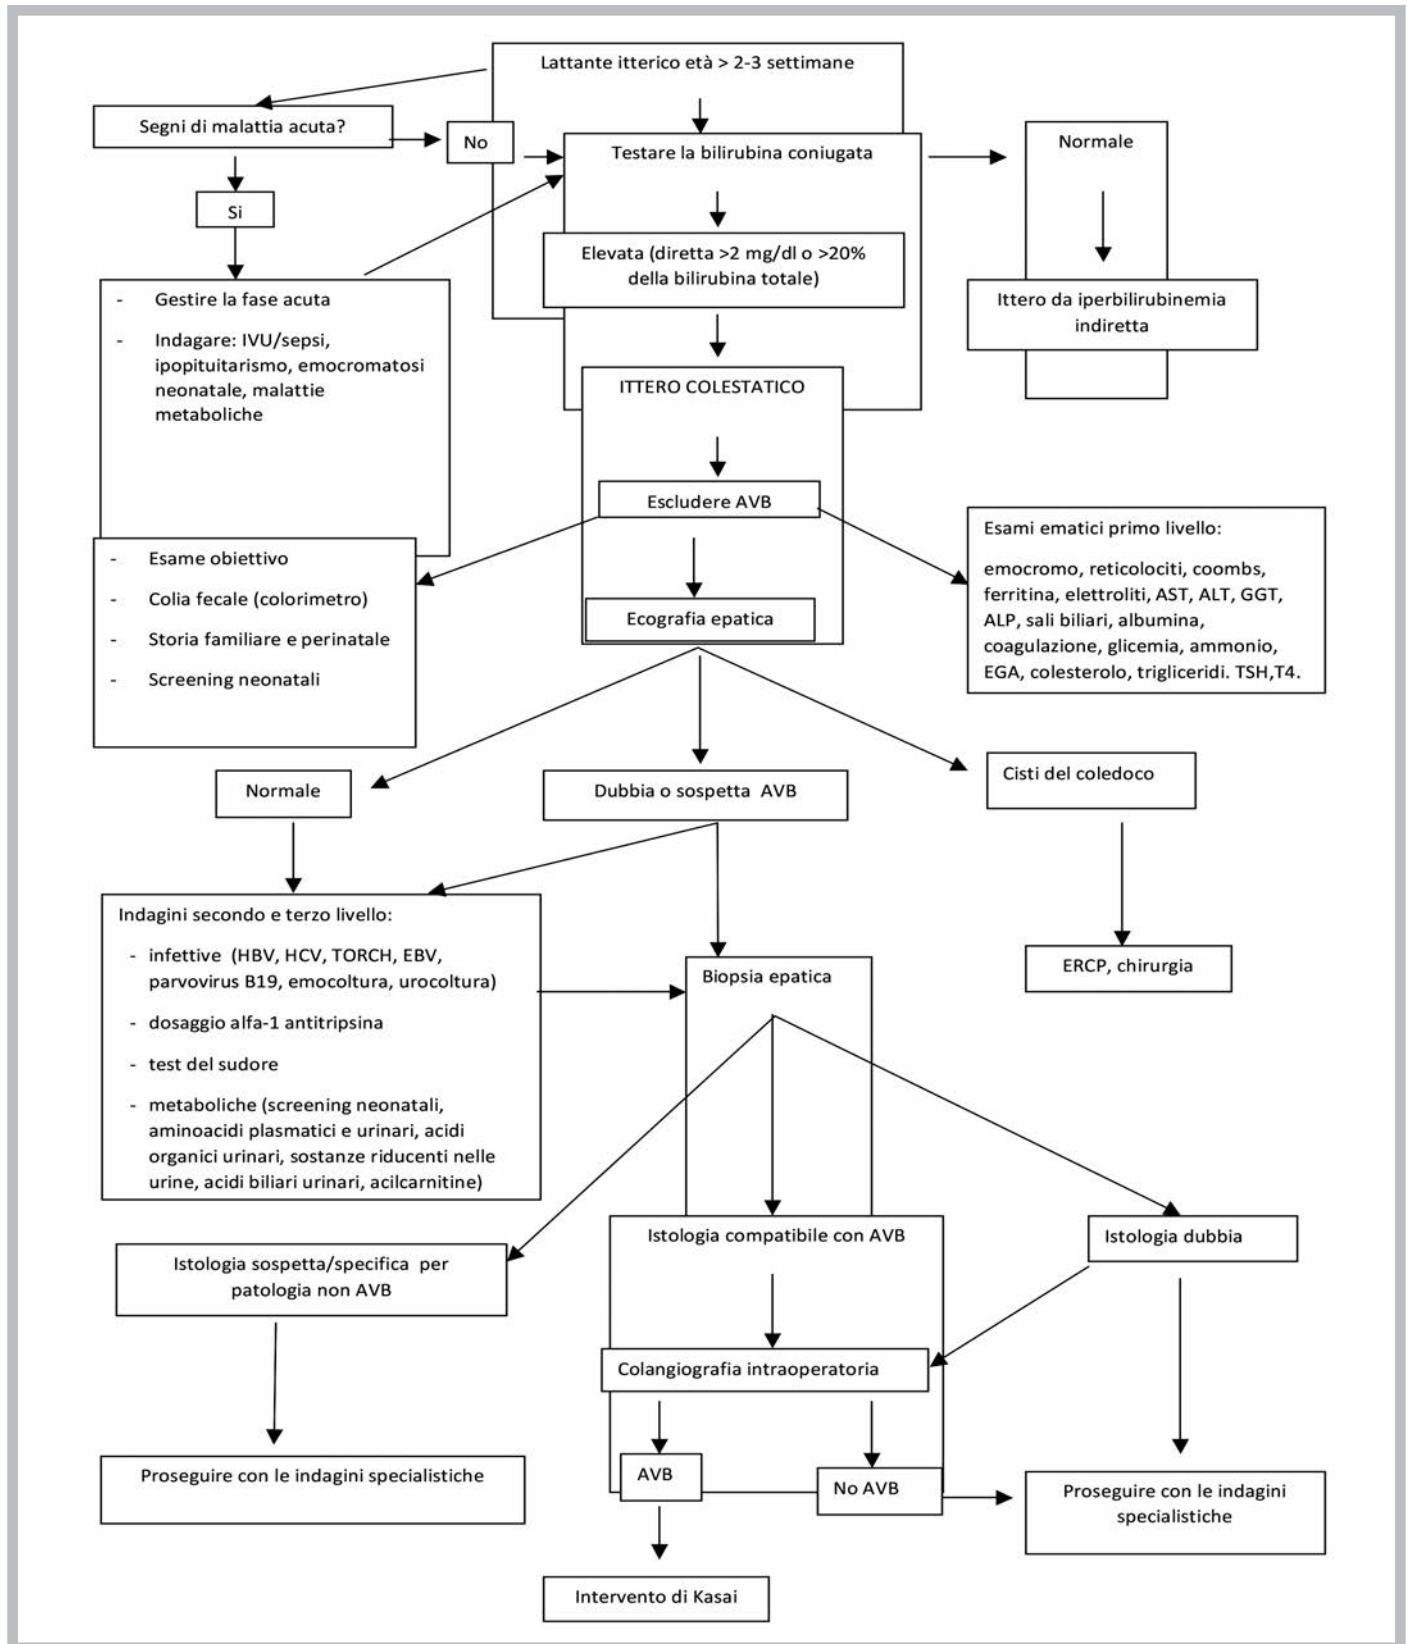 Lattante itterico età > 2-3 settimane
Segni di malattia acuta?
No
Testare la bilirubina coniugata
Normale
Si
Elevata (diretta >2 mg/dl o >20%
della bilirubina totale)
Ittero da iperbilirubinemia
indiretta
- Gestire la fase acuta
- Indagare: IVU/sepsi,
ipopituitarismo, emocromatosi
neonatale, malattie
metaboliche
ITTERO COLESTATICO
Escludere AVB
- Esame obiettivo
- Colia fecale (colorimetro)
- Storia familiare e perinatale
- Screening neonatali
Ecografia epatica
Esami ematici primo livello:
emocromo, reticolociti, coombs,
ferritina, elettroliti, AST, ALT, GGT,
ALP, sali biliari, albumina,
coagulazione, glicemia, ammonio,
EGA, colesterolo, trigliceridi. TSH,T4.
Normale
Dubbia o sospetta AVB
Cisti del coledoco
ERCP, chirurgia
Indagini secondo e terzo livello:
- infettive (HBV, HCV, TORCH, EBV,
parvovirus B19, emocoltura, urocoltura)
- dosaggio alfa-1 antitripsina
- test del sudore
- metaboliche (screening neonatali,
aminoacidi plasmatici e urinari, acidi
organici urinari, sostanze riducenti nelle
urine, acidi biliari urinari, acilcarnitine)
Biopsia epatica
Istologia sospetta/specifica per
patologia non AVB
Istologia compatibile con AVB
Istologia dubbia
Colangiografia intraoperatoria
Proseguire con le indagini specialistiche
AVB
No AVB
Proseguire con le indagini
specialistiche
Intervento di Kasai